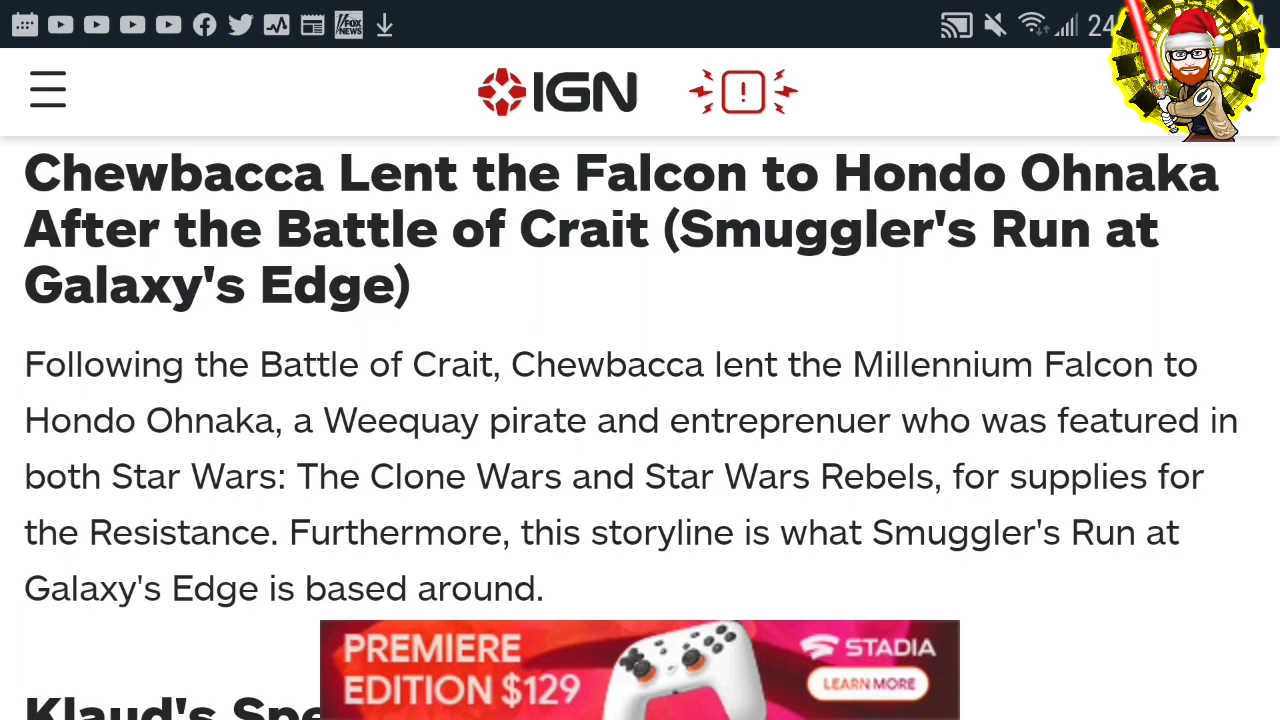 FOX
NEWS
24
IGN
Chewbacca Lent the Falcon to Hondo Ohnaka
After the Battle of Crait (Smuggler's Run at
Galaxy's Edge)
Following the Battle of Crait, Chewbacca lent the Millennium Falcon to
Hondo Ohnaka, a Weequay pirate and entreprenuer who was featured in
both Star Wars: The Clone Wars and Star Wars Rebels, for supplies for
the Resistance. Furthermore, this storyline is what Smuggler's Run at
Galaxy's Edge is based around.
PREMIERE
EDITION $129
STADIA
LEARN MORE
Klaud's